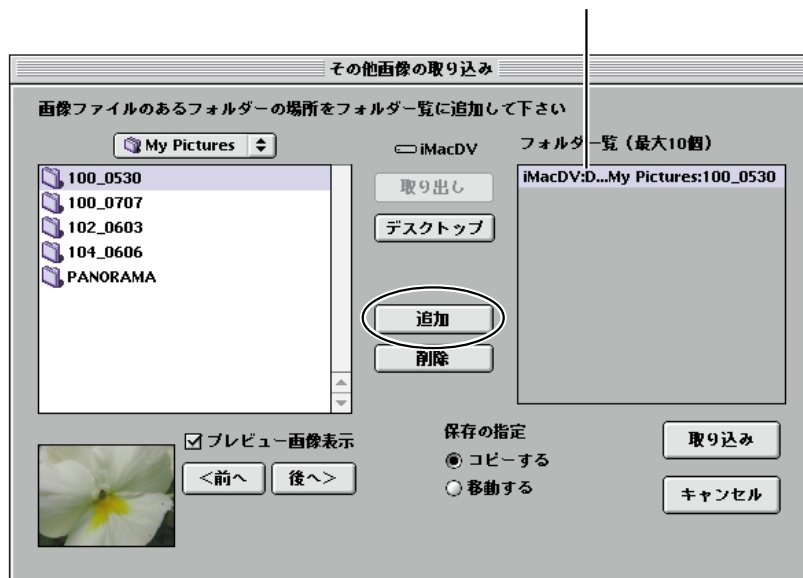 その他画像の取り込み
画像ファイルのあるフォルダーの場所をフォルダー覧に追加して下さい
My Pictures
iMacDV
フォルダー覧（最大10個）
100_0530
100_0707
102_0603
104_0606
PANORAMA
取り出し
デスクトップ
追加
削除
iMacDV:D...My Pictures:100_0530
プレビュー画像表示
<前へ
後へ>
保存の指定
コピーする
移動する
取り込み
キャンセル